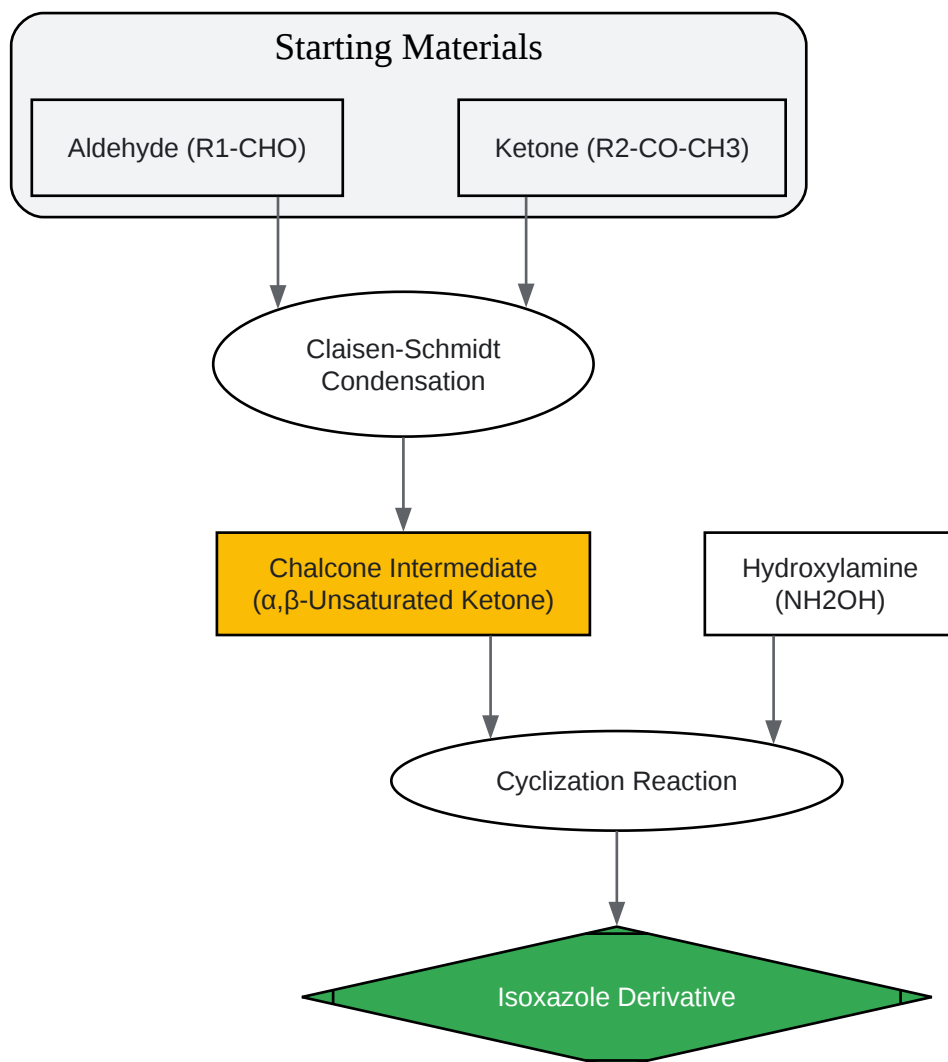 Starting Materials
Aldehyde (R1-CHO)
Ketone (R2-CO-CH3)
Claisen-Schmidt
Condensation
Chalcone Intermediate
(α,β-Unsaturated Ketone)
Hydroxylamine
(NH2OH)
Cyclization Reaction
Isoxazole Derivative